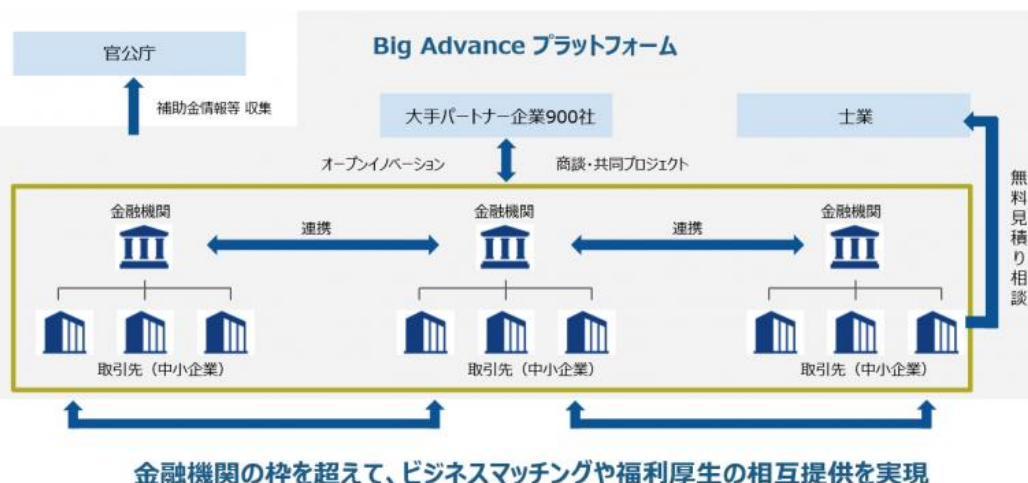 Big Advance プラットフォーム
官公庁
補助金情報等 収集
大手パートナー企業900社
士業
オープンイノベーション
商談・共同プロジェクト
無料見積り相談
金融機関
連携
金融機関
連携
金融機関
取引先（中小企業）
取引先（中小企業）
取引先（中小企業）
金融機関の枠を超えて、ビジネスマッチングや福利厚生の相互提供を実現